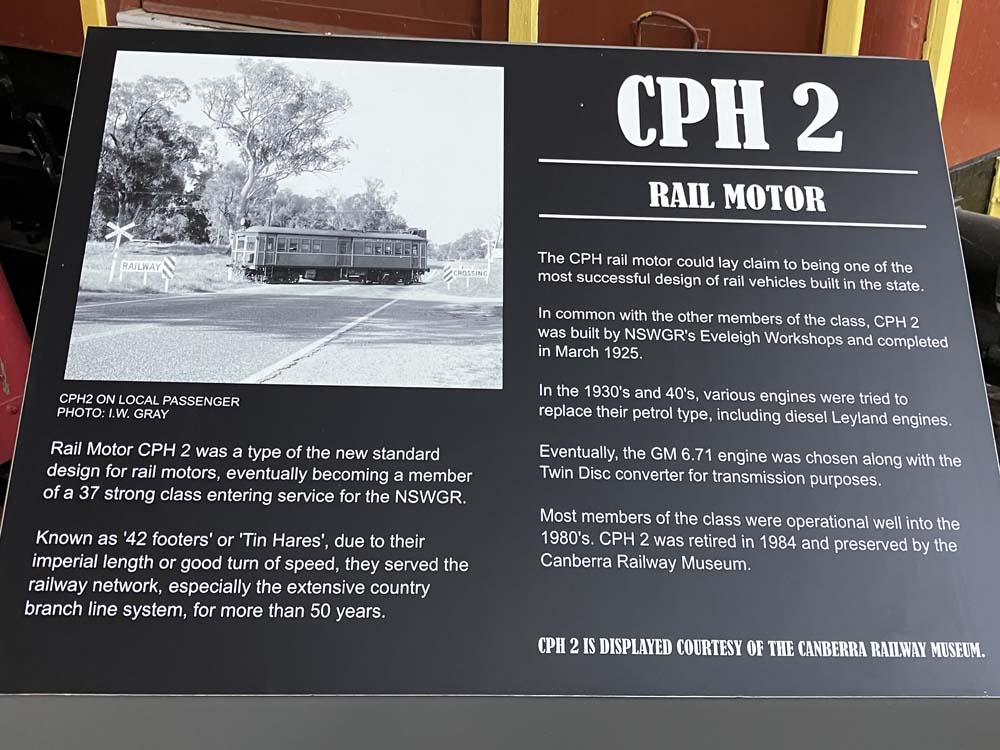 RAILWAY
CROSSING
CPH2 ON LOCAL PASSENGER
PHOTO: I.W. GRAY
Rail Motor CPH 2 was a type of the new standard
design for rail motors, eventually becoming a member
of a 37 strong class entering service for the NSWGR.
Known as '42 footers' or 'Tin Hares', due to their
imperial length or good turn of speed, they served the
railway network, especially the extensive country
branch line system, for more than 50 years.
CPH 2
RAIL MOTOR
The CPH rail motor could lay claim to being one of the
most successful design of rail vehicles built in the state.
In common with the other members of the class, CPH 2
was built by NSWGR's Eveleigh Workshops and completed
in March 1925.
In the 1930's and 40's, various engines were tried to
replace their petrol type, including diesel Leyland engines.
Eventually, the GM 6.71 engine was chosen along with the
Twin Disc converter for transmission purposes.
Most members of the class were operational well into the
1980's. CPH 2 was retired in 1984 and preserved by the
Canberra Railway Museum.
CPH 2 IS DISPLAYED COURTESY OF THE CANBERRA RAILWAY MUSEUM.